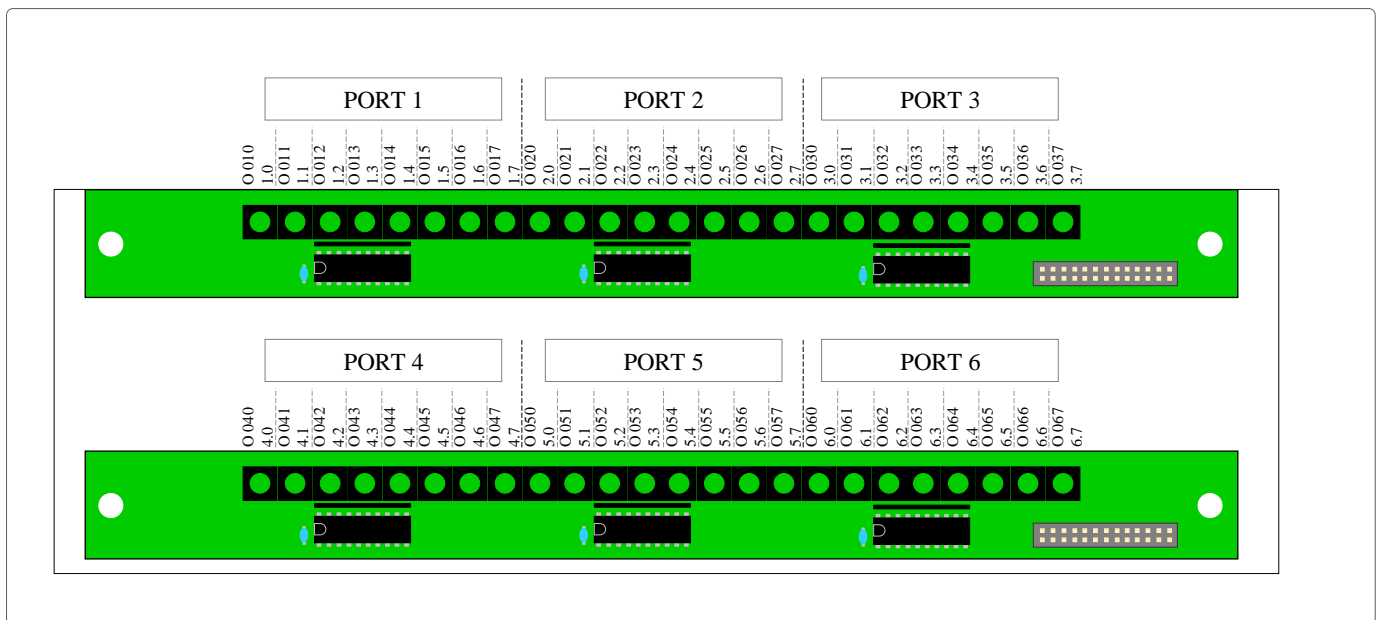 PORT 1
PORT 2
PORT 3
O 010
1.0
O 011
1.1
O 012
1.2
O 013
1.3
O 014
1.4
O 015
1.5
O 016
1.6
O 017
1.7
O 020
2.0
O 021
2.1
O 022
2.2
O 023
2.3
O 024
2.4
O 025
2.5
O 026
2.6
O 027
2.7
O 030
3.0
O 031
3.1
O 032
3.2
O 033
3.3
O 034
3.4
O 035
3.5
O 036
3.6
O 037
3.7
PORT 4
PORT 5
PORT 6
O 040
4.0
O 041
4.1
O 042
4.2
O 043
4.3
O 044
4.4
O 045
4.5
O 046
4.6
O 047
4.7
O 050
5.0
O 051
5.1
O 052
5.2
O 053
5.3
O 054
5.4
O 055
5.5
O 056
5.6
O 057
5.7
O 060
6.0
O 061
6.1
O 062
6.2
O 063
6.3
O 064
6.4
O 065
6.5
O 066
6.6
O 067
6.7